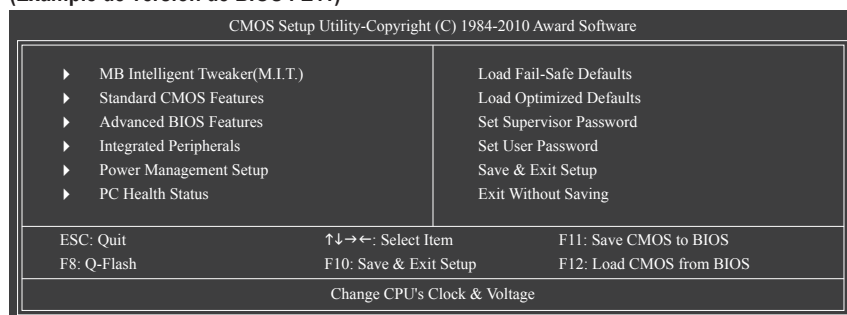 CMOS Setup Utility-Copyright (C) 1984-2010 Award Software
MB Intelligent Tweaker(M.I.T.)
Standard CMOS Features
Advanced BIOS Features
Integrated Peripherals
Power Management Setup
PC Health Status
Load Fail-Safe Defaults
Load Optimized Defaults
Set Supervisor Password
Set User Password
Save & Exit Setup
Exit Without Saving
ESC: Quit ↑↓→←: Select Item F11: Save CMOS to BIOS
F8: Q-Flash F10: Save & Exit Setup F12: Load CMOS from BIOS
Change CPU's Clock & Voltage